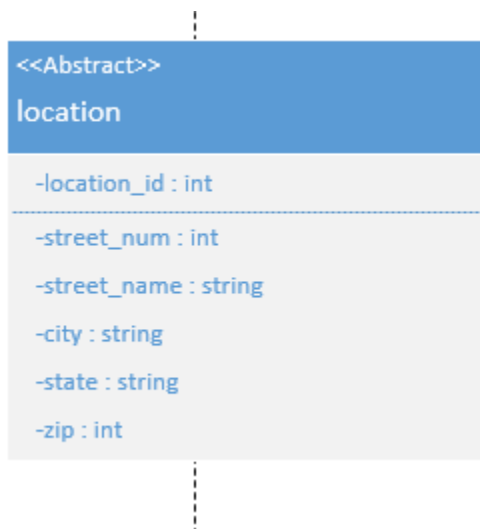 <<Abstract>>
location
-location_id : int
-street_num : int
-street_name : string
-city : string
-state : string
-zip : int